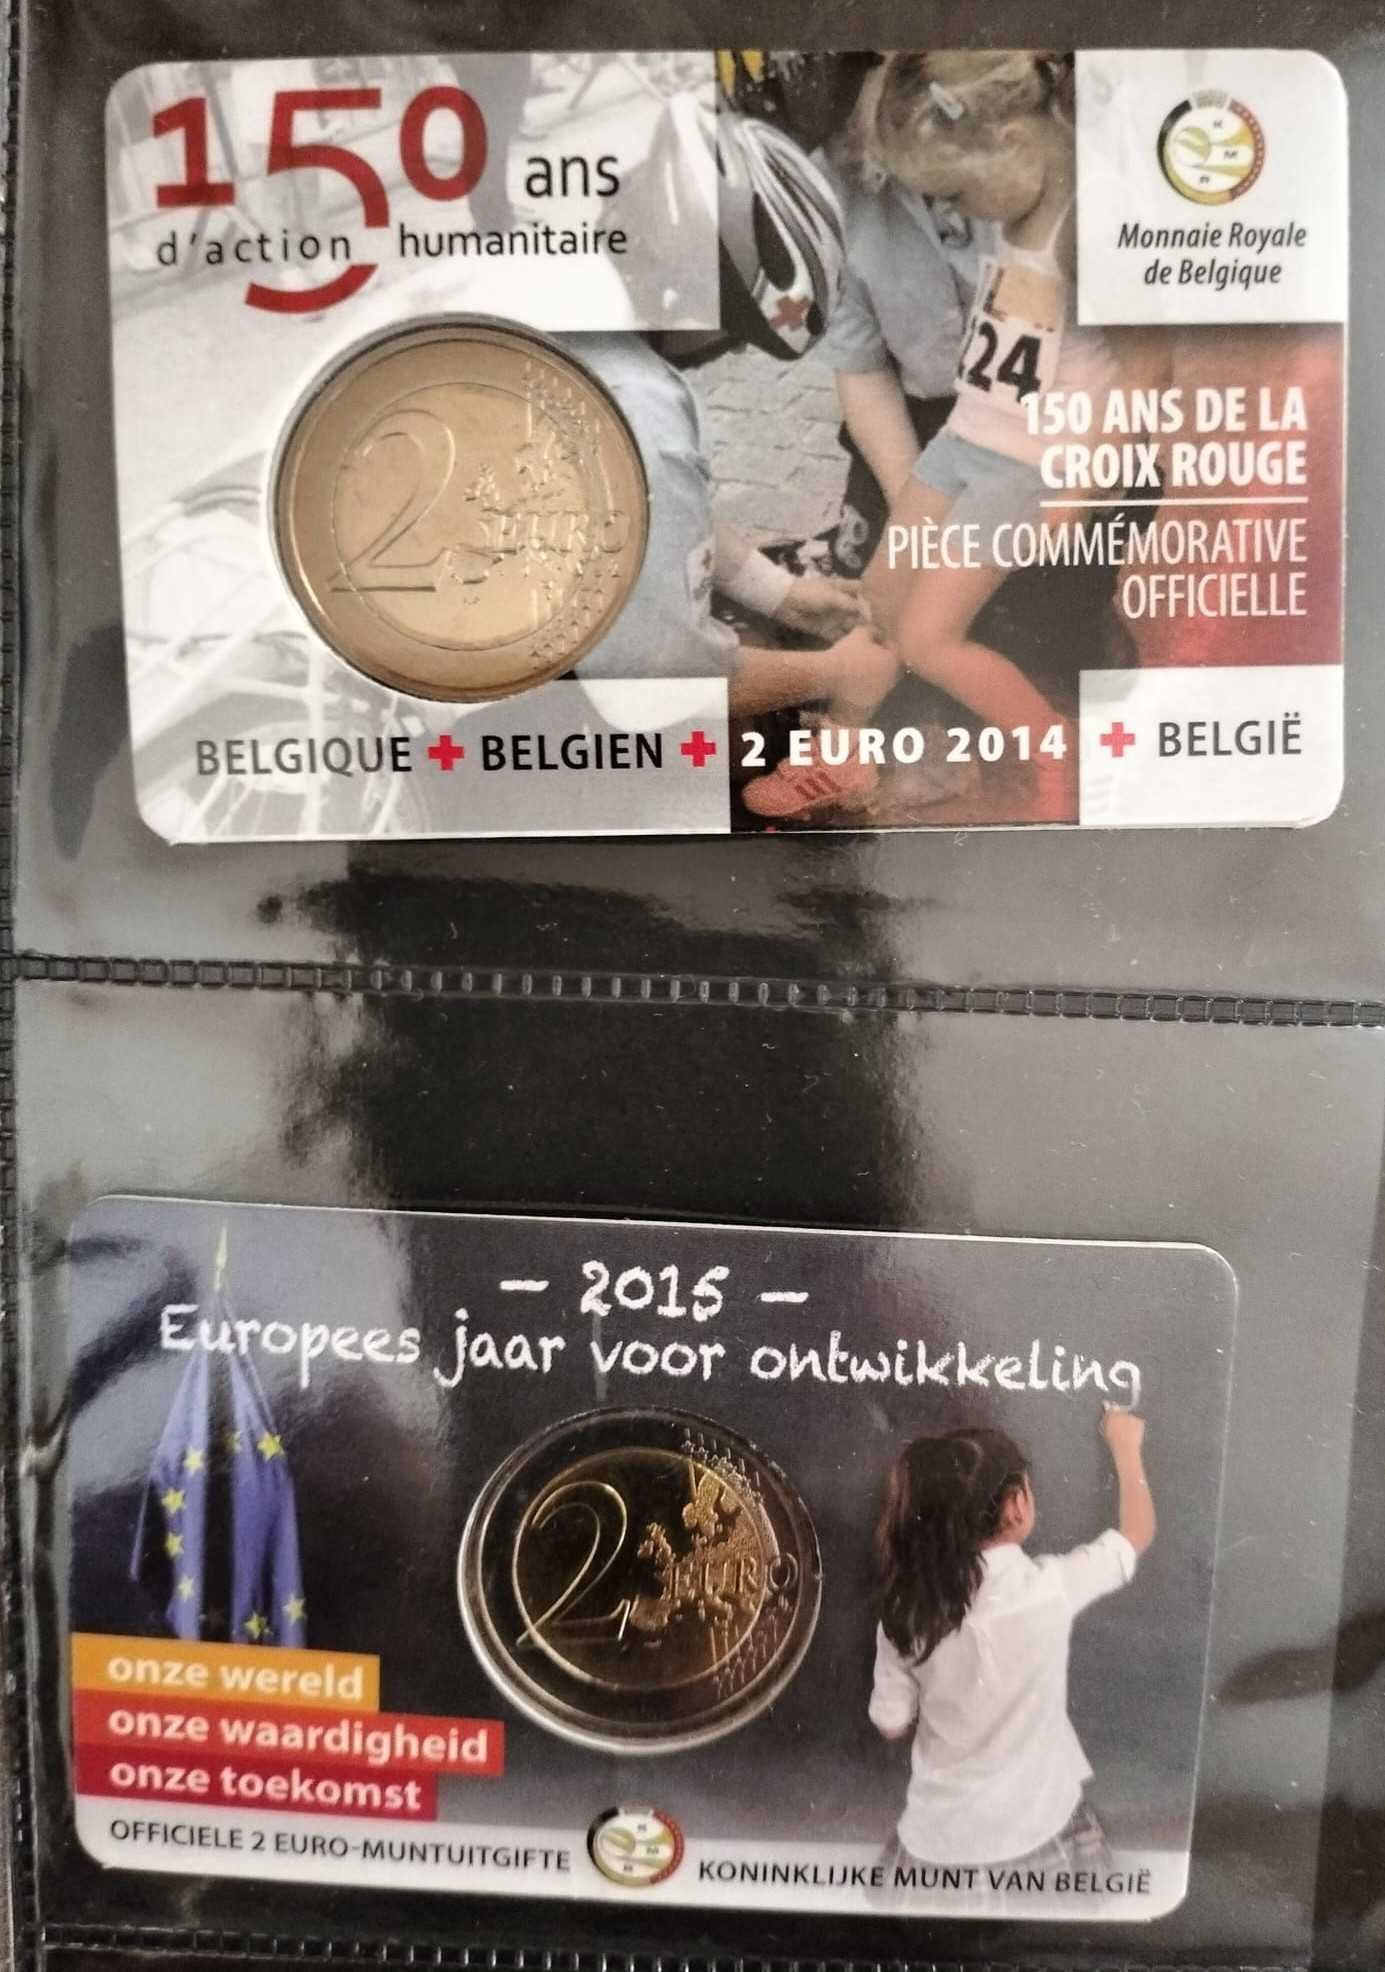 150 ans
d'action humanitaire
Monnaie Royale
de Belgique
224
150 ANS DE LA
CROIX ROUGE
PIÈCE COMMÉMORATIVE
OFFICIELLE
2 EURO
BELGIQUE + BELGIEN + 2 EURO 2014 + BELGIË
- 2015 -
Europees jaar voor ontwikkeling
2 EURO
onze wereld
onze waardigheid
onze toekomst
OFFICIELE 2 EURO-MUNTUITGIFTE
KONINKLIJKE MUNT VAN BELGIË